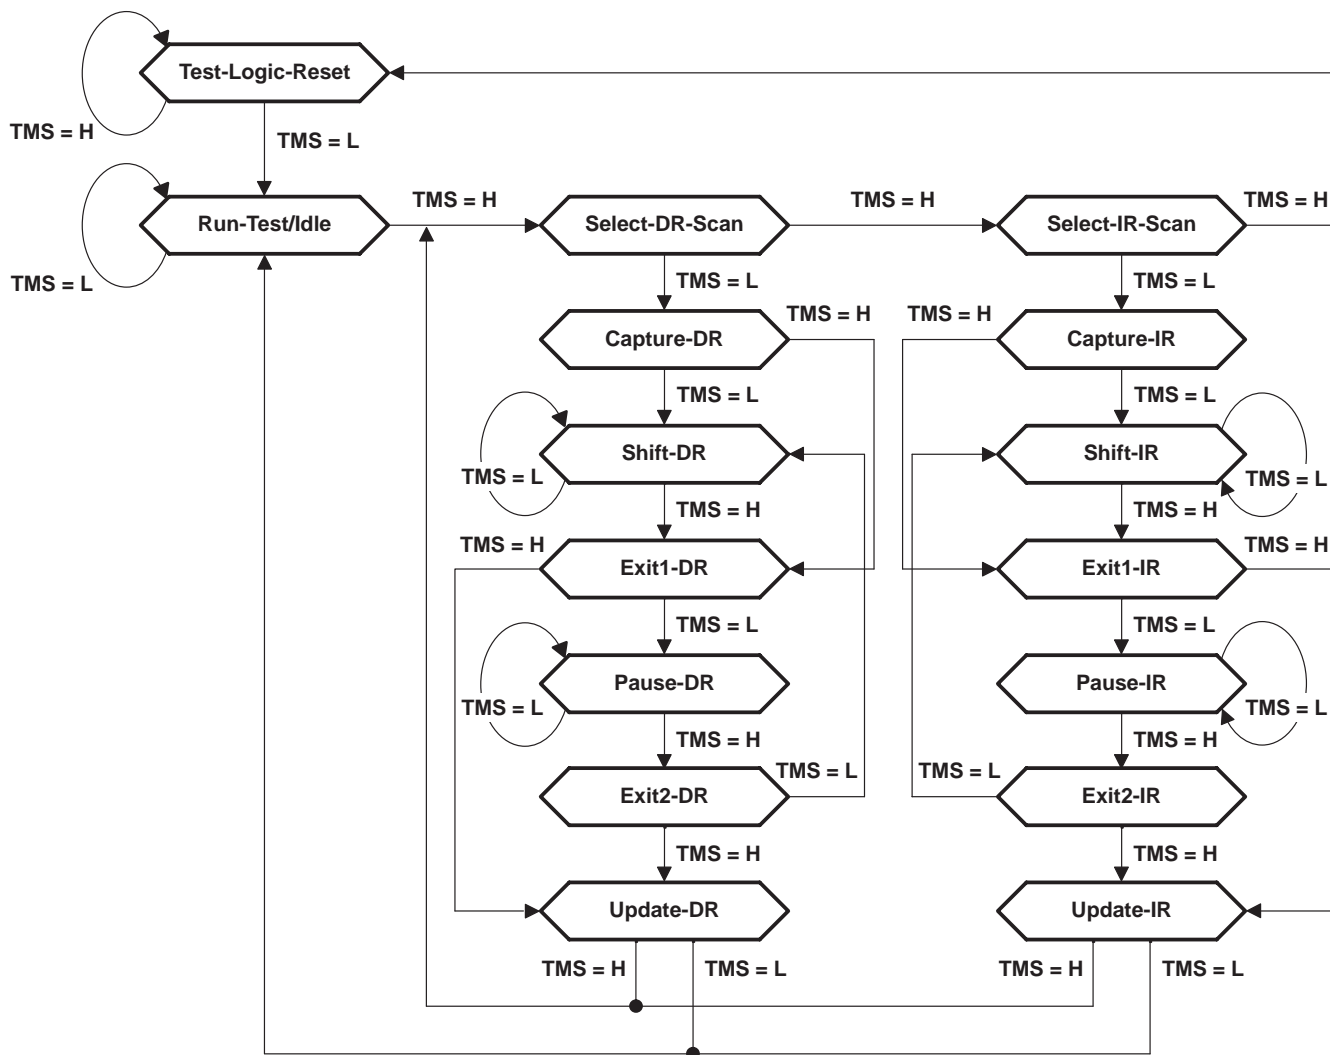 Test-Logic-Reset
TMS = H
TMS = L
Run-Test/Idle
TMS = L
TMS = H
Select-DR-Scan
TMS = H
Select-IR-Scan
TMS = H
TMS = L
TMS = L
Capture-DR
TMS = H
TMS = H
Capture-IR
TMS = L
TMS = L
Shift-DR
TMS = L
Shift-IR
TMS = L
TMS = H
TMS = H
TMS = H
Exit1-DR
Exit1-IR
TMS = H
TMS = L
TMS = L
Pause-DR
TMS = L
Pause-IR
TMS = L
TMS = H
TMS = H
Exit2-DR
TMS = L
TMS = L
Exit2-IR
TMS = H
TMS = H
Update-DR
Update-IR
TMS = H
TMS = L
TMS = H
TMS = L